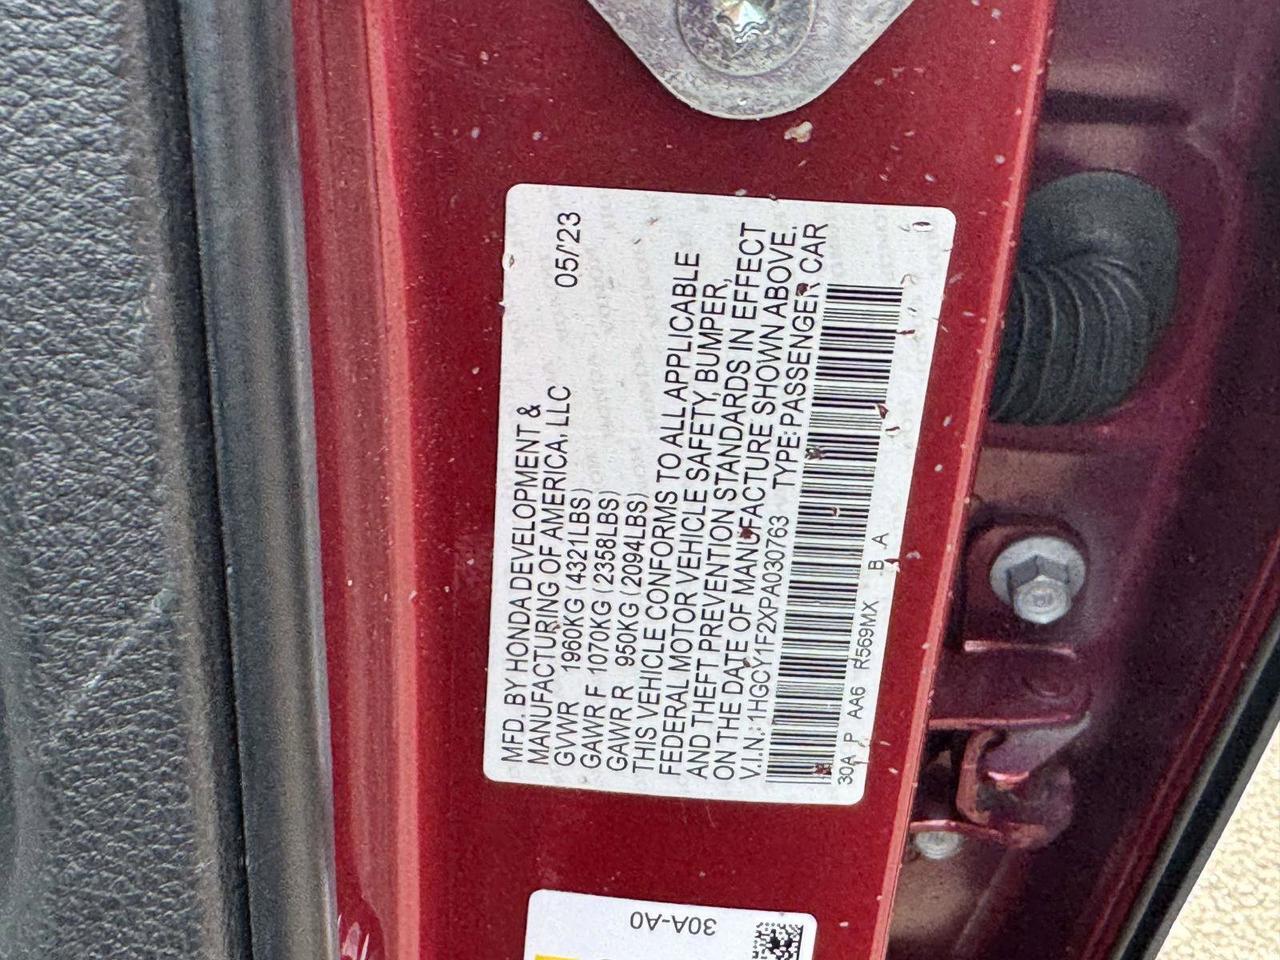 MFD. BY HONDA DEVELOPMENT &
MANUFACTURING OF AMERICA, LLC 05/'23
GVWR 1960KG (4321LBS)
GAWR F 1070KG (2358LBS)
GAWR R 950KG (2094LBS)
THIS VEHICLE CONFORMS TO ALL APPLICABLE
FEDERAL MOTOR VEHICLE SAFETY, BUMPER,
AND THEFT PREVENTION STANDARDS IN EFFECT
ON THE DATE OF MANUFACTURE SHOWN ABOVE.
V.I.N.: 1HGCY1F2XPA030763 TYPE: PASSENGER CAR
30A P AA6 R569MX B A
30A-A0